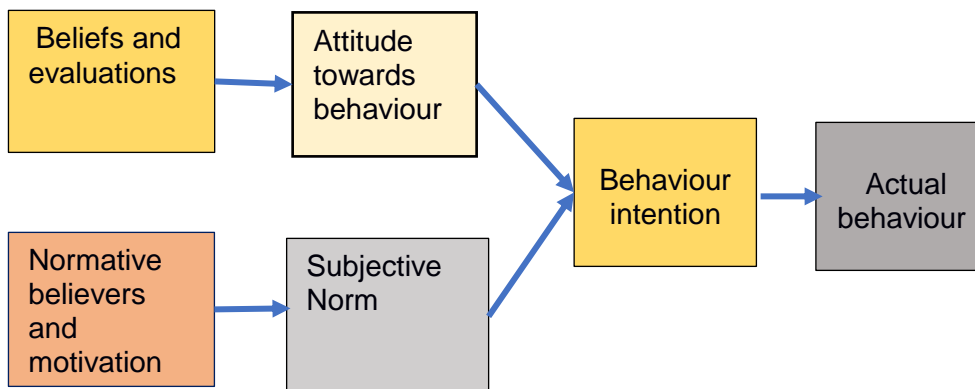 Beliefs and
evaluations
Attitude
towards
behaviour
Behaviour
intention
Actual
behaviour
Normative
believers
and
motivation
Subjective
Norm